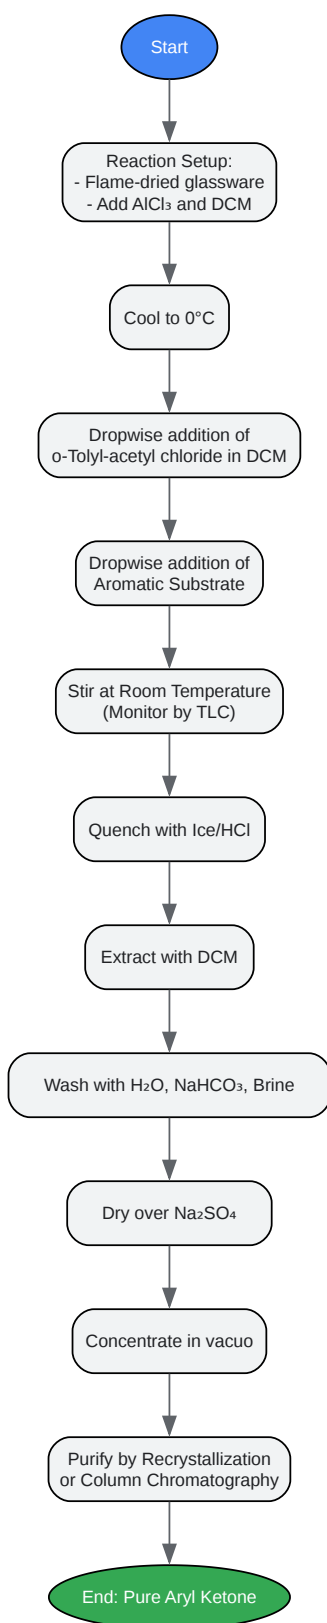 Start
Reaction Setup:
- Flame-dried glassware
- Add AlCl₃ and DCM
Cool to 0°C
Dropwise addition of
o-Tolyl-acetyl chloride in DCM
Dropwise addition of
Aromatic Substrate
Stir at Room Temperature
(Monitor by TLC)
Quench with Ice/HCl
Extract with DCM
Wash with H₂O, NaHCO₃, Brine
Dry over Na₂SO₄
Concentrate in vacuo
Purify by Recrystallization
or Column Chromatography
End: Pure Aryl Ketone